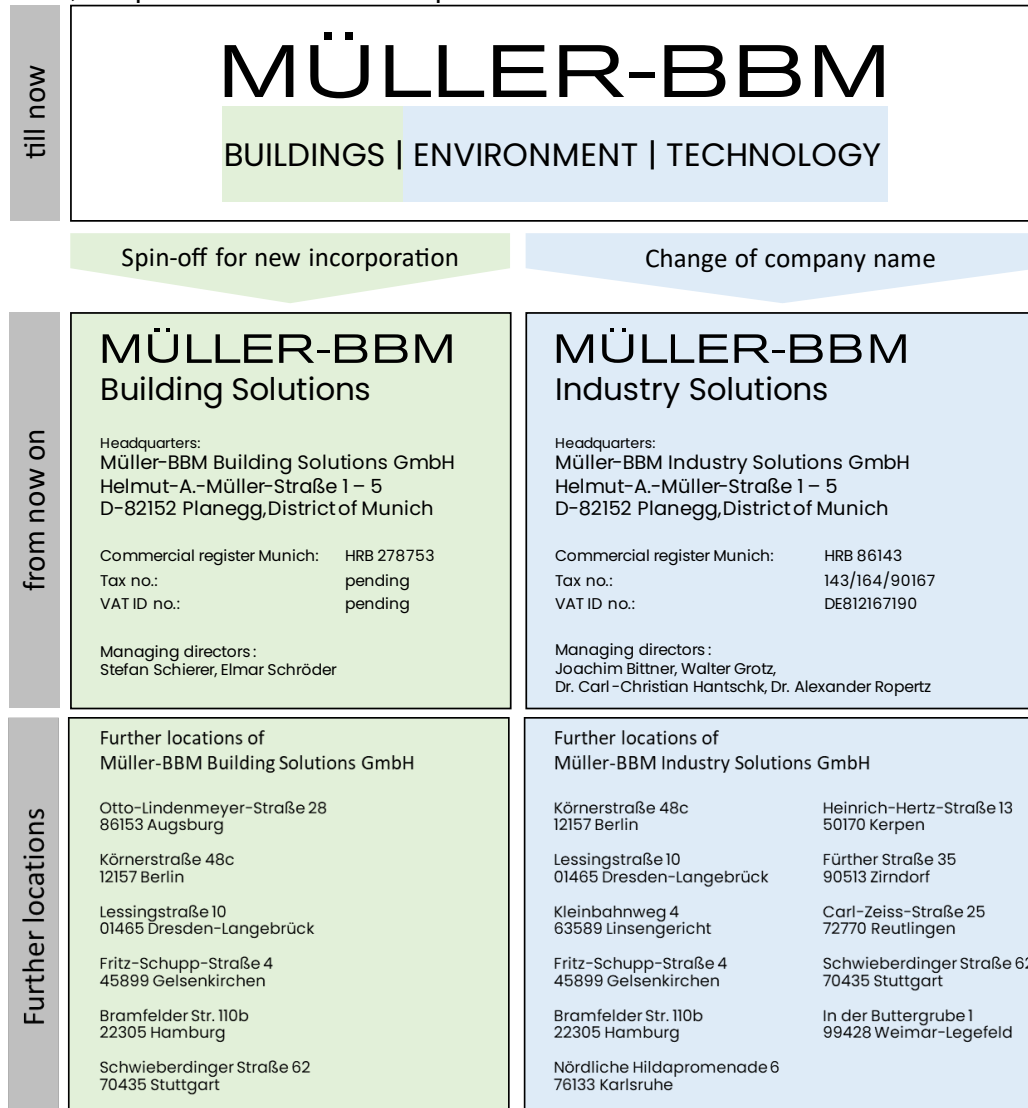 till now
MÜLLER-BBM
BUILDINGS | ENVIRONMENT | TECHNOLOGY
Spin-off for new incorporation
Change of company name
from now on
MÜLLER-BBM
Building Solutions
Headquarters:
Müller-BBM Building Solutions GmbH
Helmut-A.-Müller-Straße 1 – 5
D-82152 Planegg, District of Munich
Commercial register Munich: HRB 278753
Tax no.: pending
VAT ID no.: pending
Managing directors:
Stefan Schierer, Elmar Schröder
MÜLLER-BBM
Industry Solutions
Headquarters:
Müller-BBM Industry Solutions GmbH
Helmut-A.-Müller-Straße 1 – 5
D-82152 Planegg, District of Munich
Commercial register Munich: HRB 86143
Tax no.: 143/164/90167
VAT ID no.: DE812167190
Managing directors:
Joachim Bittner, Walter Grotz,
Dr. Carl-Christian Hantschk, Dr. Alexander Ropertz
Further locations
Further locations of
Müller-BBM Building Solutions GmbH
Otto-Lindenmeyer-Straße 28
86153 Augsburg
Körnerstraße 48c
12157 Berlin
Lessingstraße 10
01465 Dresden-Langebrück
Fritz-Schupp-Straße 4
45899 Gelsenkirchen
Bramfelder Str. 110b
22305 Hamburg
Schwieberdinger Straße 62
70435 Stuttgart
Further locations of
Müller-BBM Industry Solutions GmbH
Körnerstraße 48c
12157 Berlin
Lessingstraße 10
01465 Dresden-Langebrück
Kleinbahnweg 4
63589 Linsengericht
Fritz-Schupp-Straße 4
45899 Gelsenkirchen
Bramfelder Str. 110b
22305 Hamburg
Nördliche Hildapromenade 6
76133 Karlsruhe
Heinrich-Hertz-Straße 13
50170 Kerpen
Fürther Straße 35
90513 Zirndorf
Carl-Zeiss-Straße 25
72770 Reutlingen
Schwieberdinger Straße 62
70435 Stuttgart
In der Buttergrube 1
99428 Weimar-Legefeld